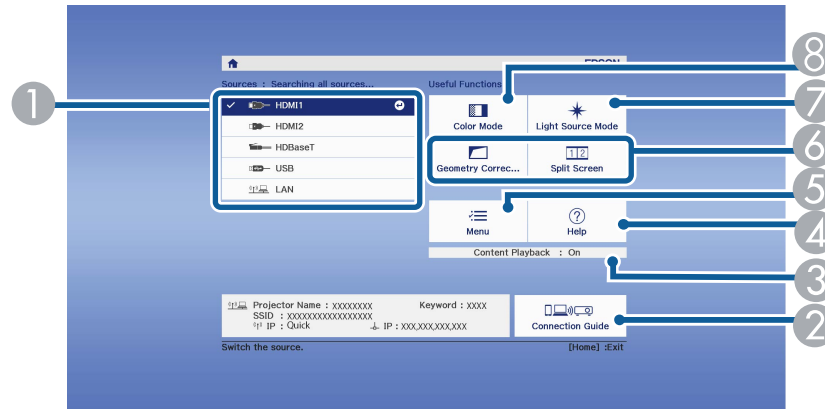 EPSON
Sources : Searching all sources...
Useful Functions
HDMI1
HDMI2
HDBaseT
USB
LAN
Color Mode
Light Source Mode
Geometry Correc...
1 2
Split Screen
Menu
?
Help
Content Playback : On
Projector Name : XXXXXXXX
Keyword : XXXX
SSID : XXXXXXXXXXXXXXXXX
IP : Quick
IP : XXX,XXX,XXX,XXX
Connection Guide
Switch the source.
[Home] :Exit
1
8
7
6
5
4
3
2